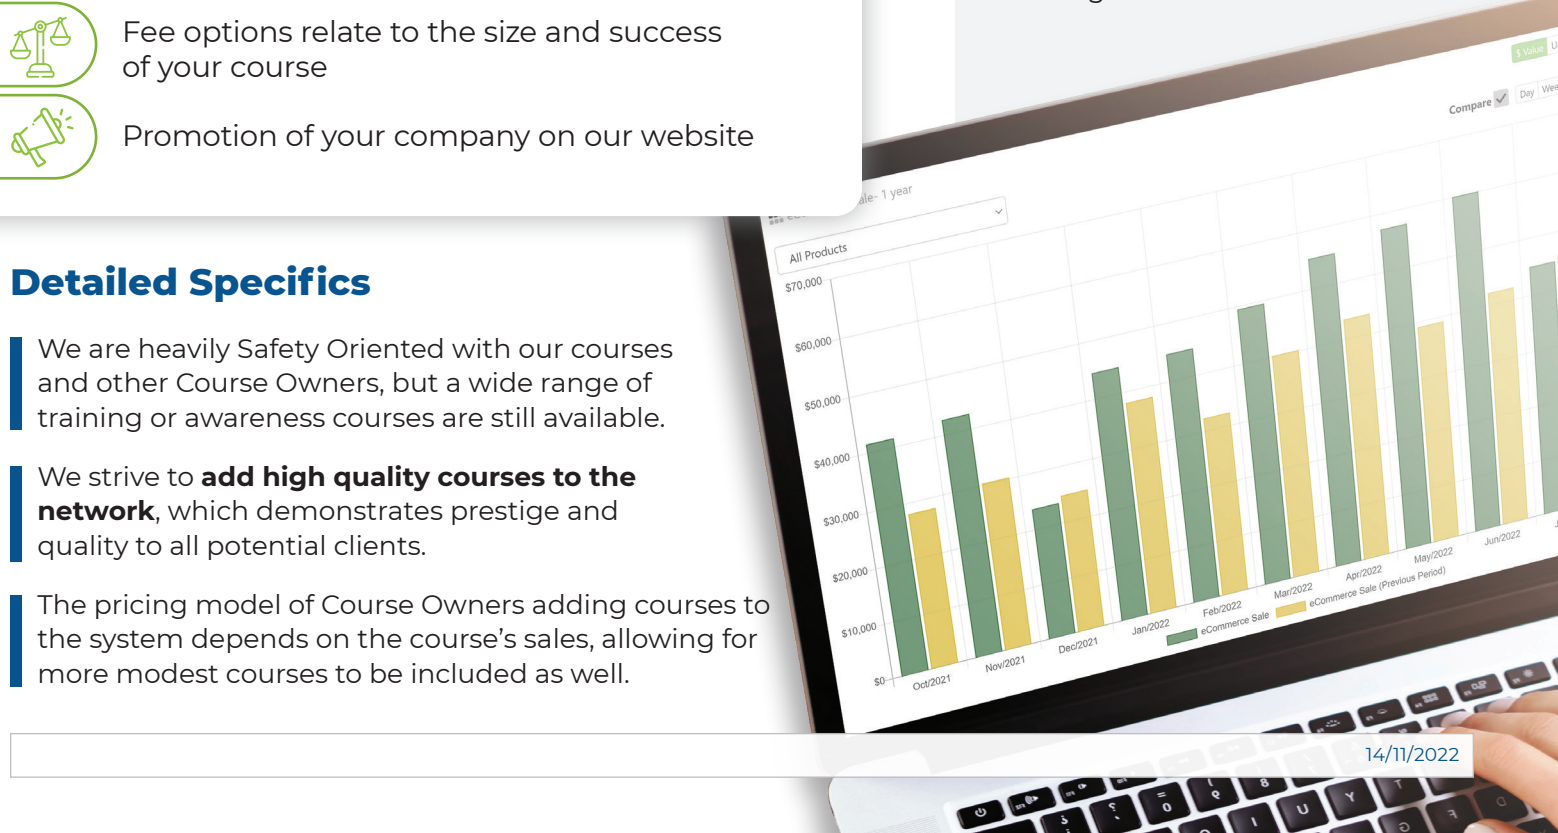 Fee options relate to the size and success
of your course
Promotion of your company on our website
Detailed Specifics
We are heavily Safety Oriented with our courses
and other Course Owners, but a wide range of
training or awareness courses are still available.
We strive to add high quality courses to the
network, which demonstrates prestige and
quality to all potential clients.
The pricing model of Course Owners adding courses to
the system depends on the course’s sales, allowing for
more modest courses to be included as well.
$ Value
Compare
Day
- 1 year
All Products
$70,000
$60,000
$50,000
$40,000
$30,000
$20,000
$10,000
$0
Oct/2021
Nov/2021
Dec/2021
Jan/2022
Feb/2022
Mar/2022
Apr/2022
May/2022
Jun/2022
eCommerce Sale
eCommerce Sale (Previous Period)
14/11/2022